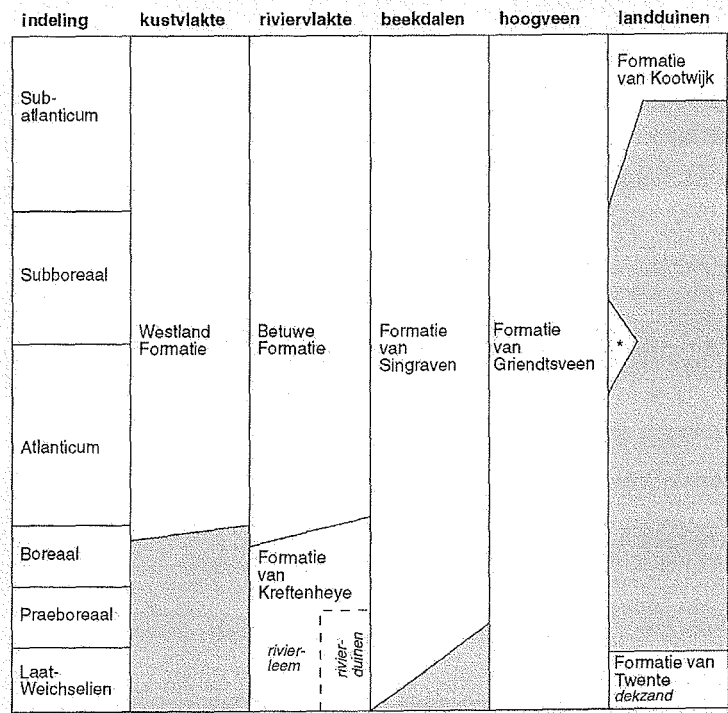 indeling kustvlakte riviervlakte beekdalen hoogveen landduinen
Formatie
van Kootwijk
Sub-
atlanticum
Subboreaal
Westland
Formatie
Betuwe
Formatie
Formatie
van
Singraven
Formatie
van
Griendtsveen
*
Atlanticum
Boreaal
Formatie
van
Kreftenheye
Praeboreaal
rivier-
leem
rivier-
duinen
Laat-
Weichselien
Formatie van
Twente
dekzand